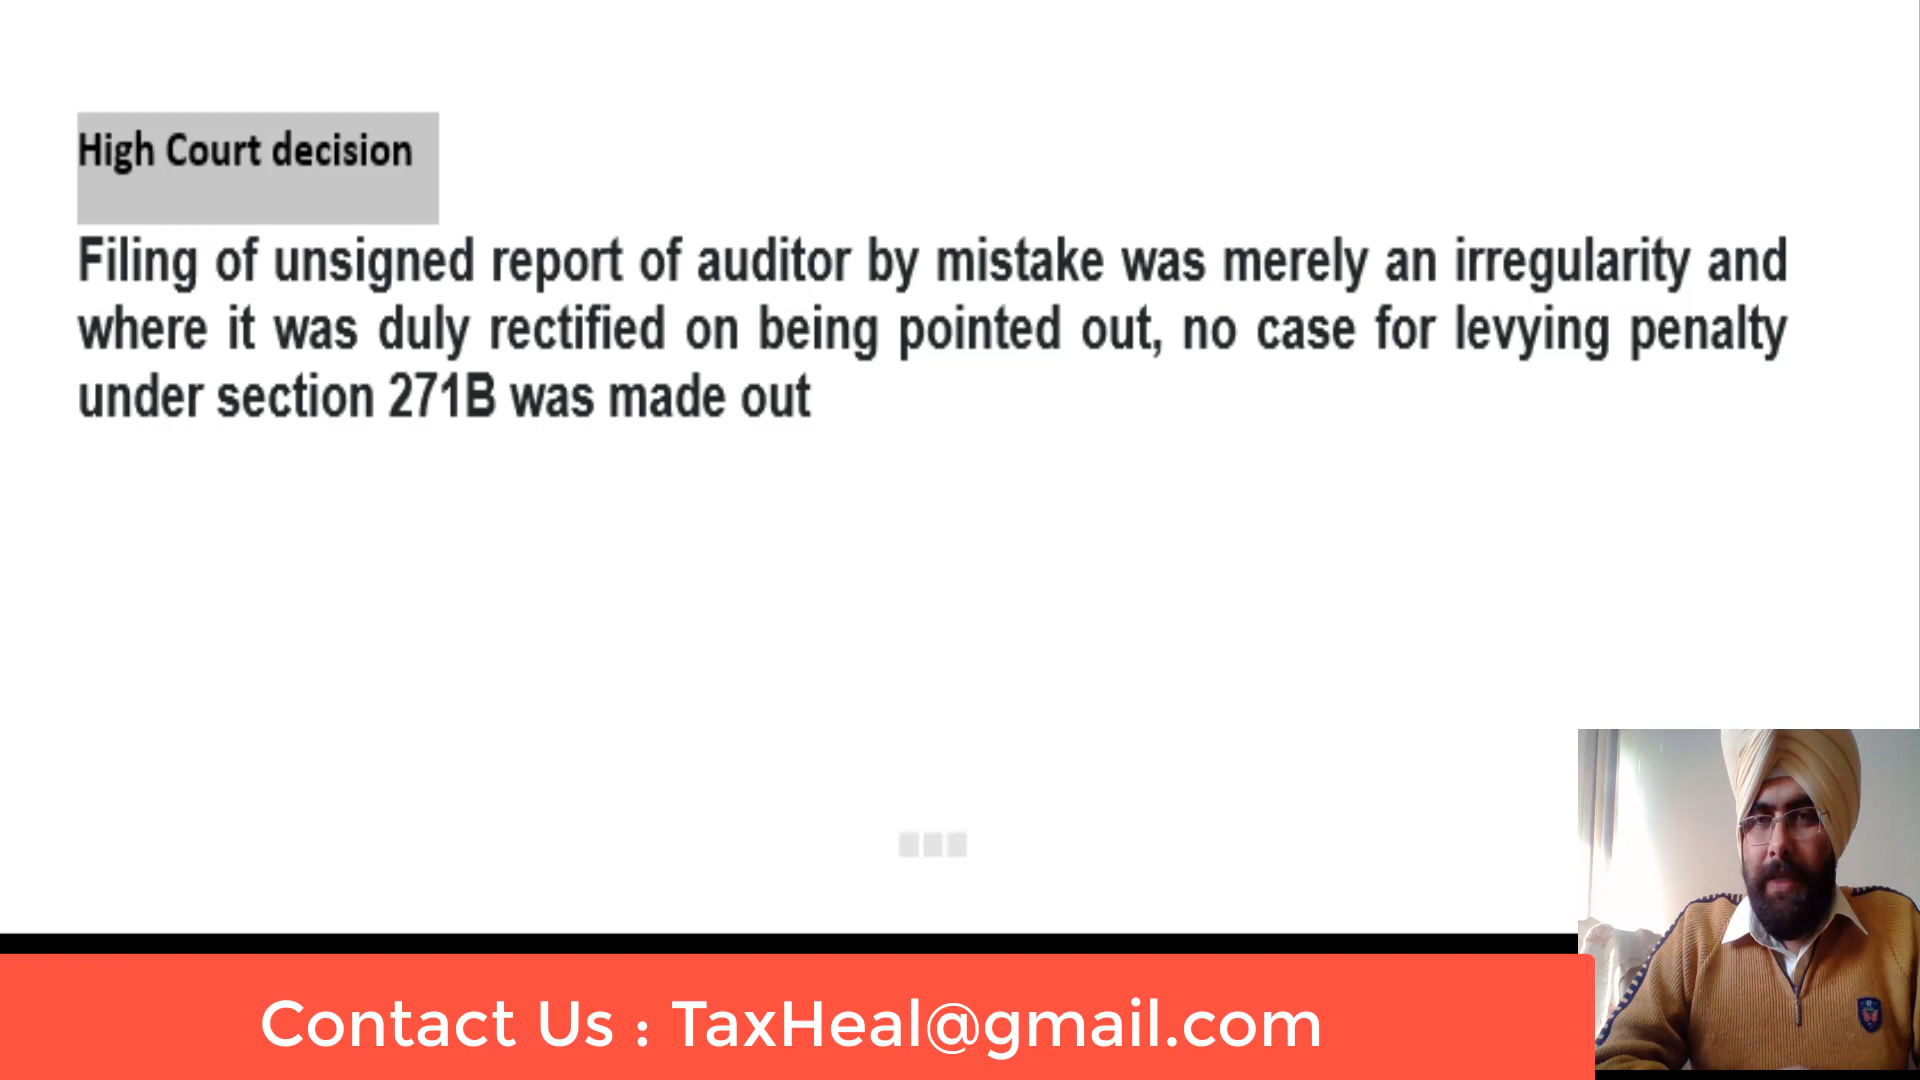 High Court decision
Filing of unsigned report of auditor by mistake was merely an irregularity and
where it was duly rectified on being pointed out, no case for levying penalty
under section 271B was made out
Contact Us : TaxHeal@gmail.com